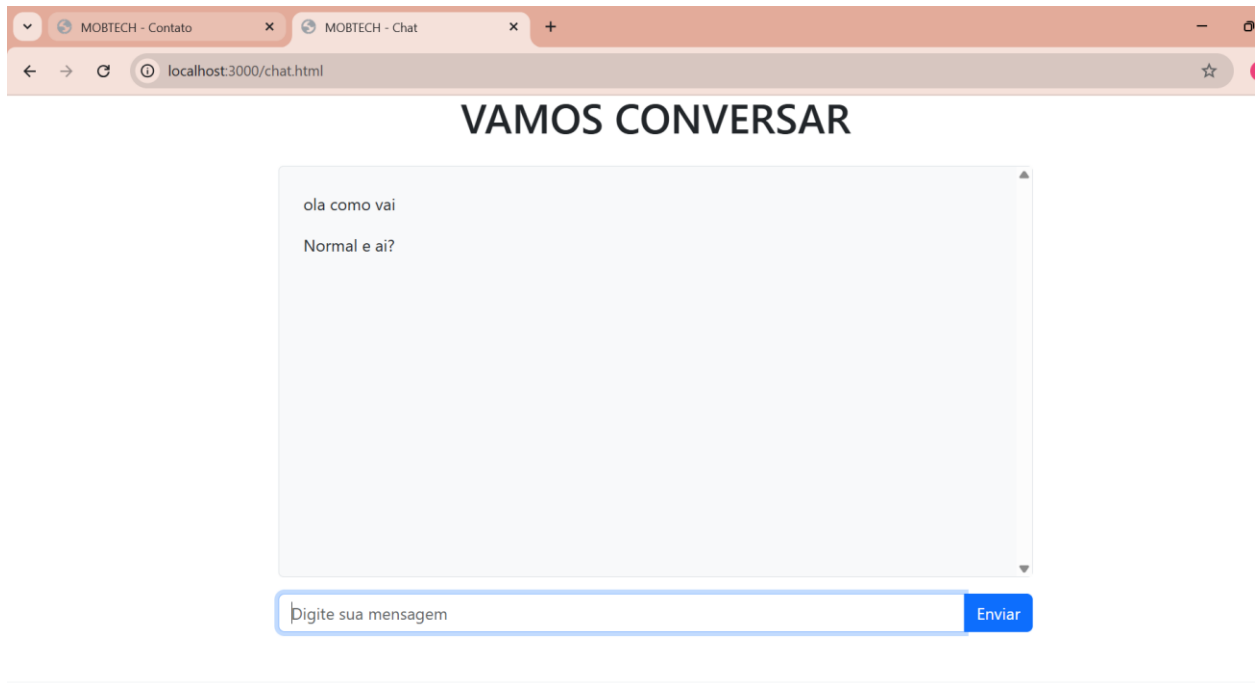 MOBTECH - Contato
MOBTECH - Chat
localhost:3000/chat.html
VAMOS CONVERSAR
ola como vai
Normal e ai?
Digite sua mensagem
Enviar